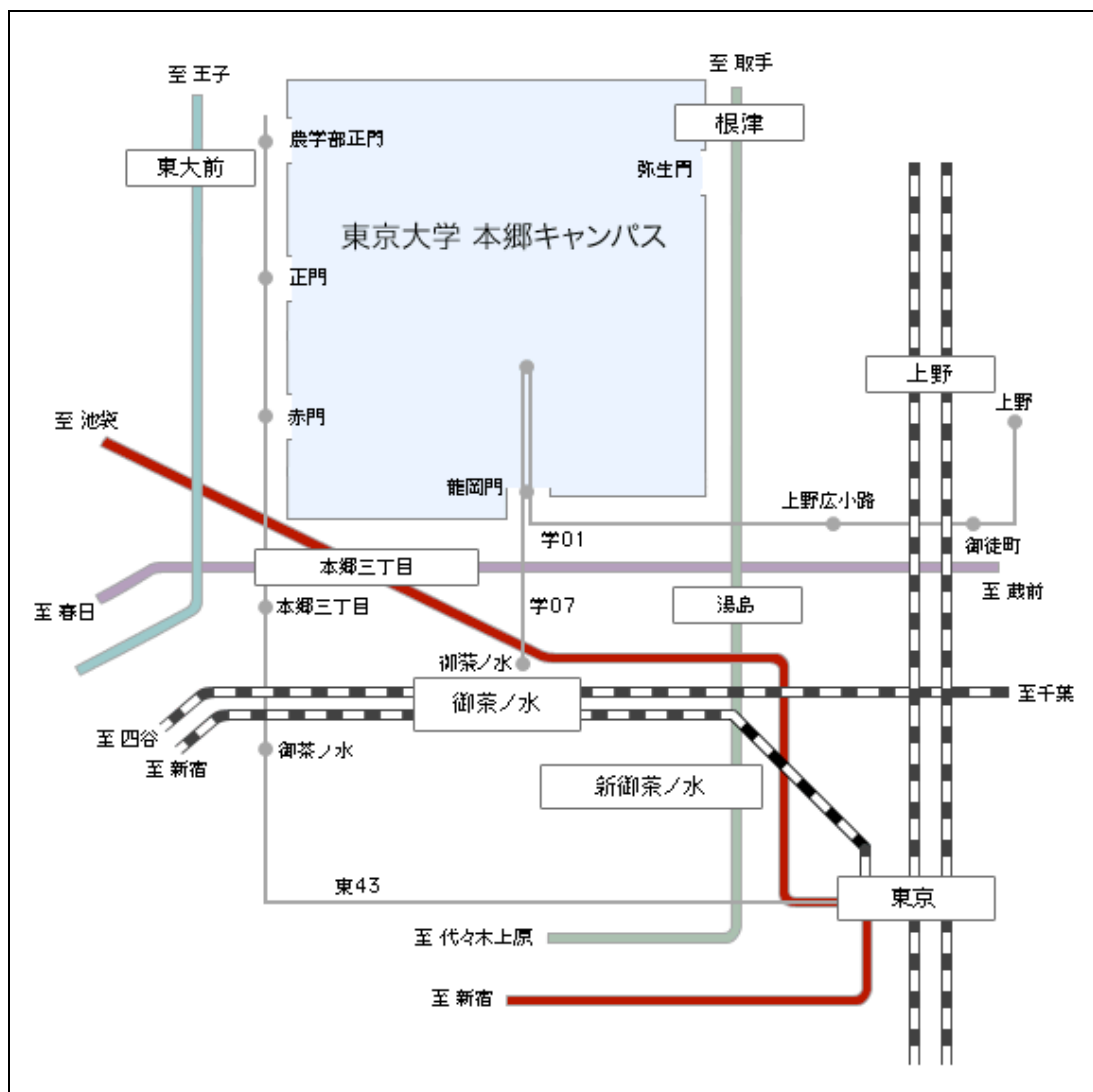 至 取手
至 王子
根津
農学部正門
東大前
弥生門
東京大学 本郷キャンパス
正門
上野
上野
赤門
至 池袋
龍岡門
上野広小路
学01
御徒町
本郷三丁目
至 蔵前
学07
湯島
本郷三丁目
至 春日
御茶ノ水
御茶ノ水
至千葉
至 四谷
御茶ノ水
至 新宿
新御茶ノ水
東43
東京
至 代々木上原
至 新宿